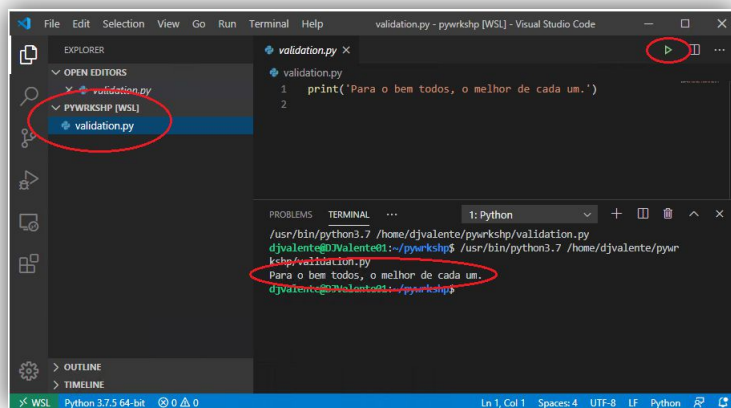 File Edit Selection View Go Run Terminal Help validation.py - pywrkshp [WSL] - Visual Studio Code
EXPLORER
OPEN EDITORS
validation.py
PYWRKSHP [WSL]
validation.py
validation.py
validation.py
1 print('Para o bem todos, o melhor de cada um.')
2
PROBLEMS TERMINAL ... 1: Python
/usr/bin/python3.7 /home/djvalente/pywrkshp/validation.py
djvalente@DJValente01:~/pywrkshp$ /usr/bin/python3.7 /home/djvalente/pywr
kshp/validation.py
Para o bem todos, o melhor de cada um.
djvalente@DJValente01:~/pywrkshp$
OUTLINE
TIMELINE
WSL Python 3.7.5 64-bit 0 0 Ln 1, Col 1 Spaces: 4 UTF-8 LF Python